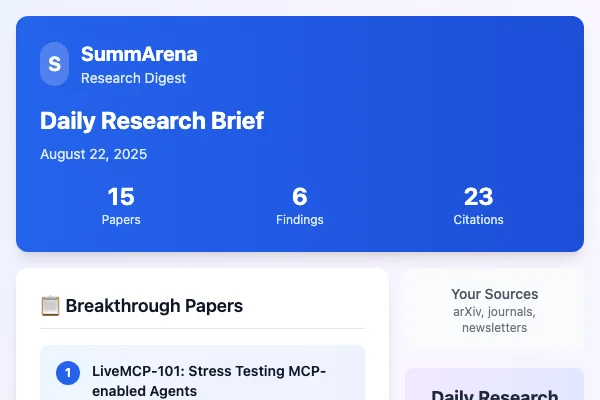 S
SummArena
Research Digest
Daily Research Brief
August 22, 2025
15
Papers
6
Findings
23
Citations
📋 Breakthrough Papers
1
LiveMCP-101: Stress Testing MCP-
enabled Agents
Your Sources
arXiv, journals,
newsletters
Daily Research